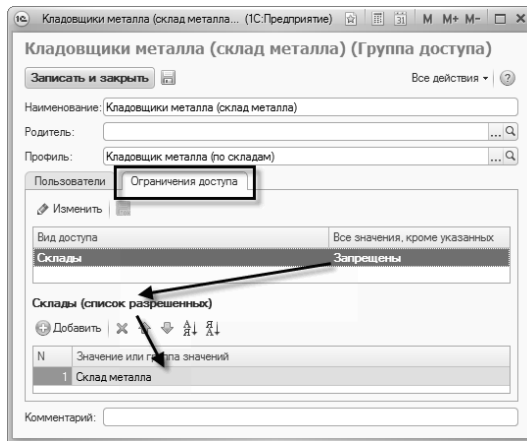 Кладовщики металла (склад металла... (1С:Предприятие) M M+ M-
Кладовщики металла (склад металла) (Группа доступа)
Записать и закрыть Все действия ?
Наименование: Кладовщики металла (склад металла)
Родитель: ...
Профиль: Кладовщик металла (по складам) ...
Пользователи Ограничения доступа
Изменить
Вид доступа Все значения, кроме указанных
Склады Запрещены
Склады (список разрешенных)
Добавить
N Значение или группа значений
1 Склад металла
Комментарий: